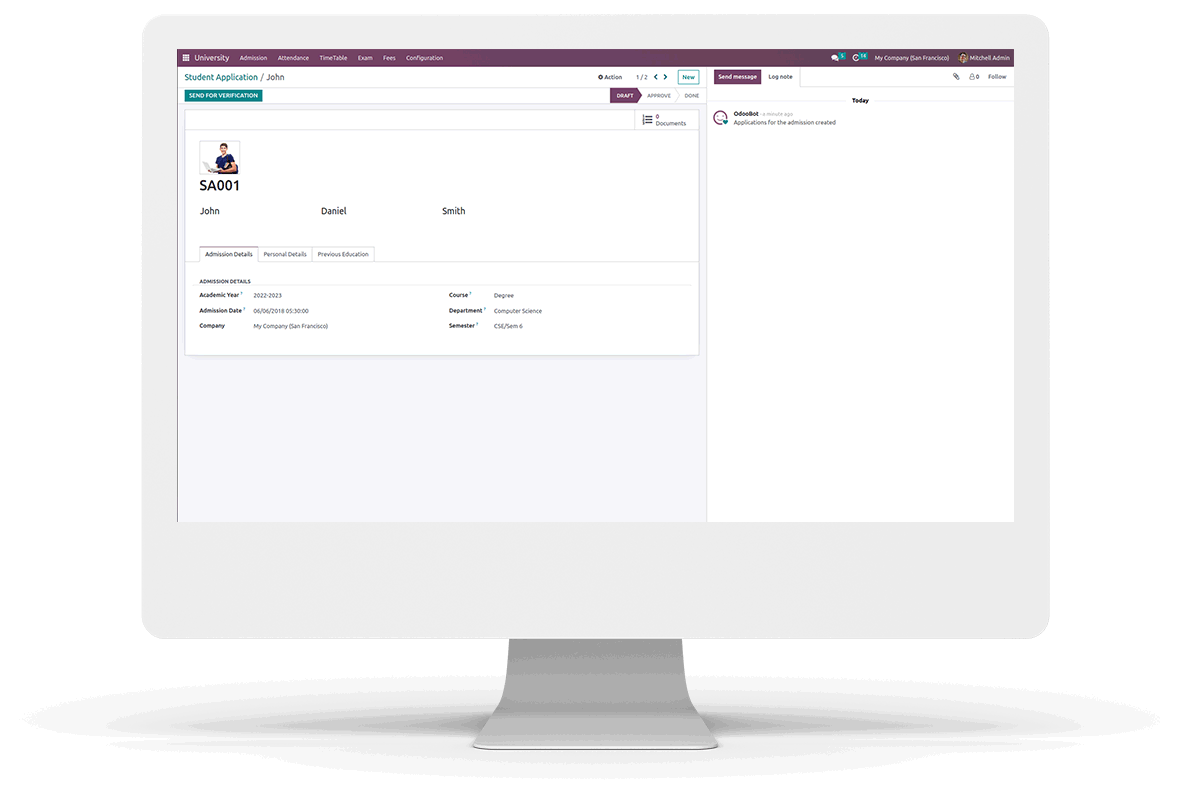 University Admission Attendance TimeTable Exam Fees Configuration 5 14 My Company (San Francisco) Mitchell Admin
Student Application / John Action 1 / 2 New Send message Log note 0 Follow
SEND FOR VERIFICATION DRAFT APPROVE DONE
Today
0
Documents
OdooBot - a minute ago
Applications for the admission created
SA001
John Daniel Smith
Admission Details Personal Details Previous Education
ADMISSION DETAILS
Academic Year ? 2022-2023 Course ? Degree
Admission Date ? 06/06/2018 05:30:00 Department ? Computer Science
Company My Company (San Francisco) Semester ? CSE/Sem 6